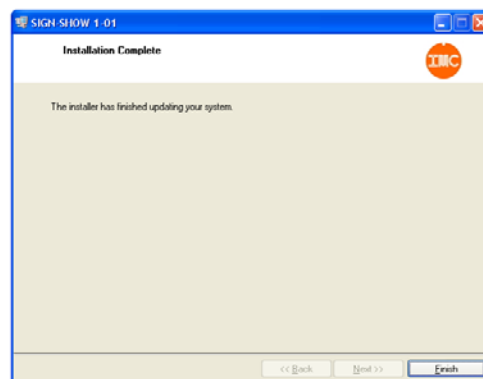 SIGN-SHOW 1-01
Installation Complete
IMC
The installer has finished updating your system.
<< Back
Next >>
Finish